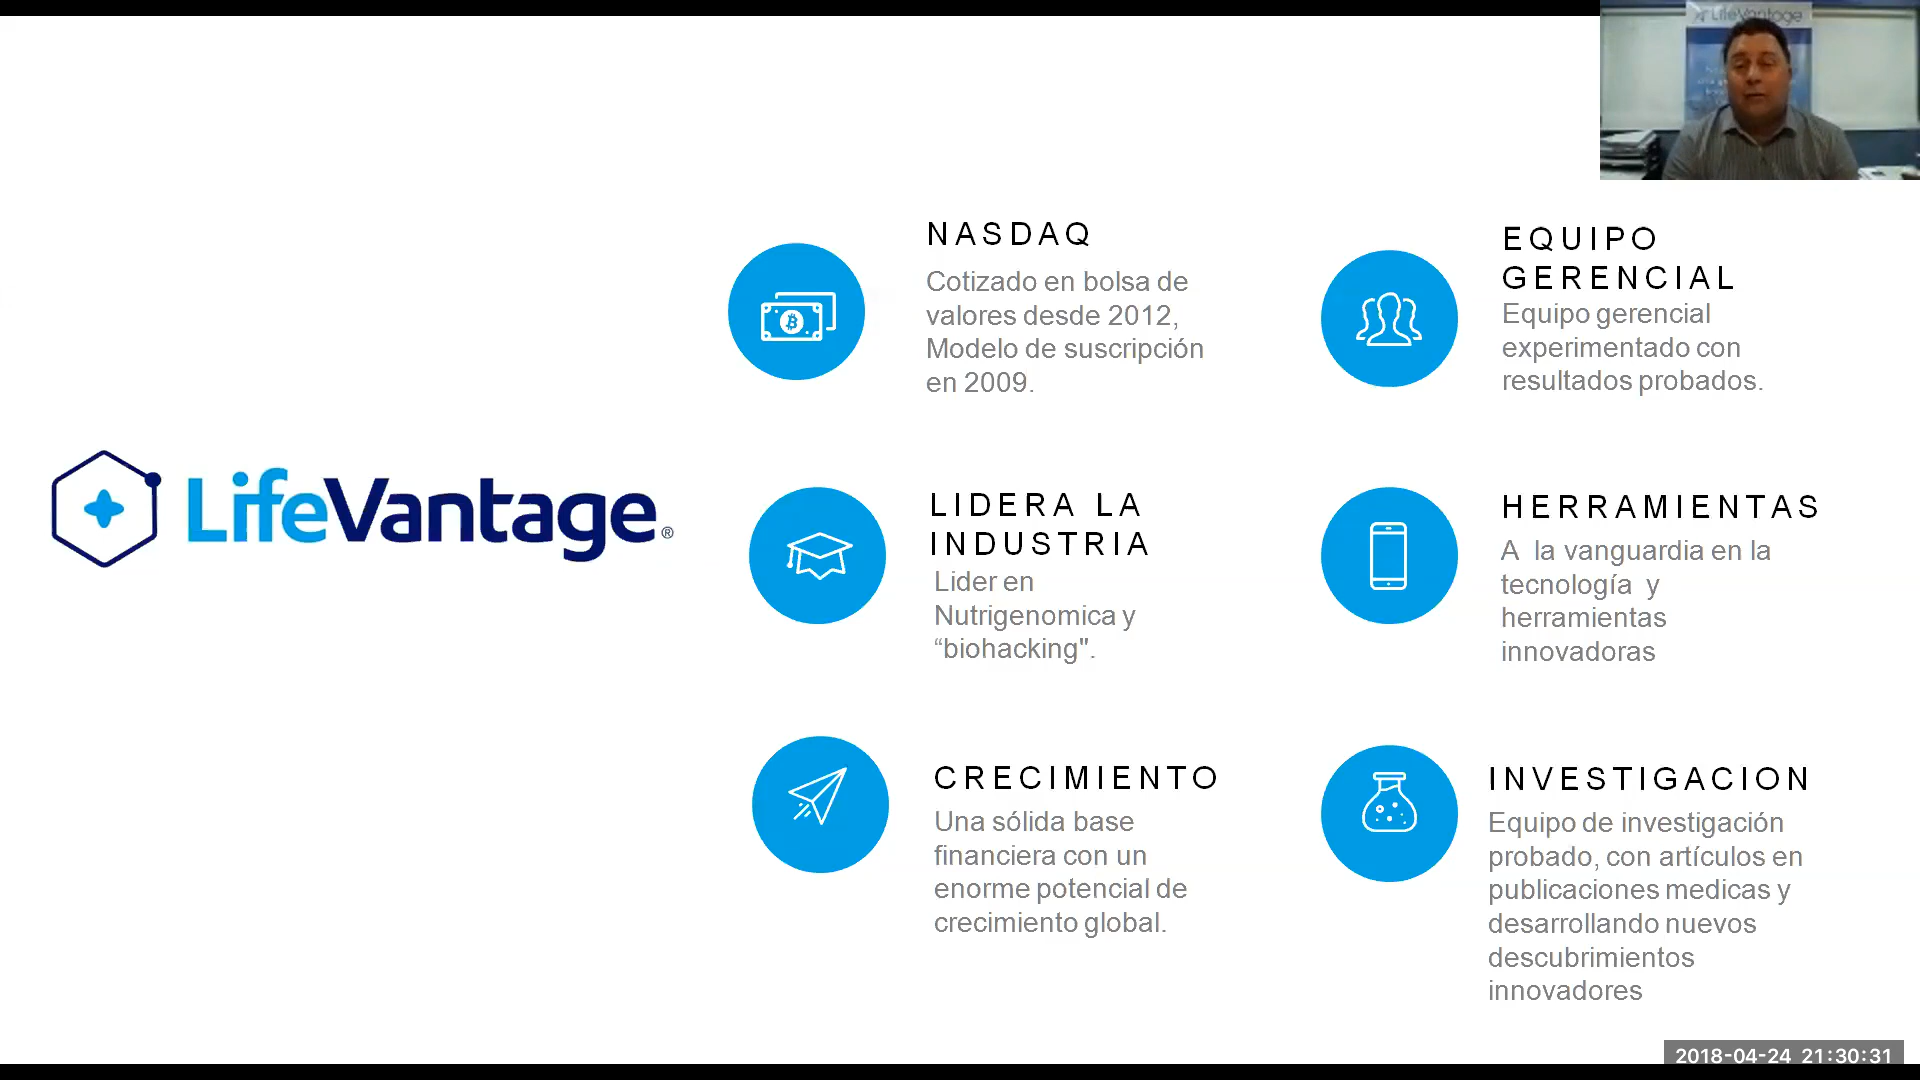 LifeVantage
NASDAQ
Cotizado en bolsa de
valores desde 2012,
Modelo de suscripción
en 2009.
EQUIPO
GERENCIAL
Equipo gerencial
experimentado con
resultados probados.
LifeVantage®
LIDERA LA
INDUSTRIA
Lider en
Nutrigenomica y
“biohacking".
HERRAMIENTAS
A  la vanguardia en la
tecnología  y
herramientas
innovadoras
CRECIMIENTO
Una sólida base
financiera con un
enorme potencial de
crecimiento global.
INVESTIGACION
Equipo de investigación
probado, con artículos en
publicaciones medicas y
desarrollando nuevos
descubrimientos
innovadores
2018-04-24 21:30:31